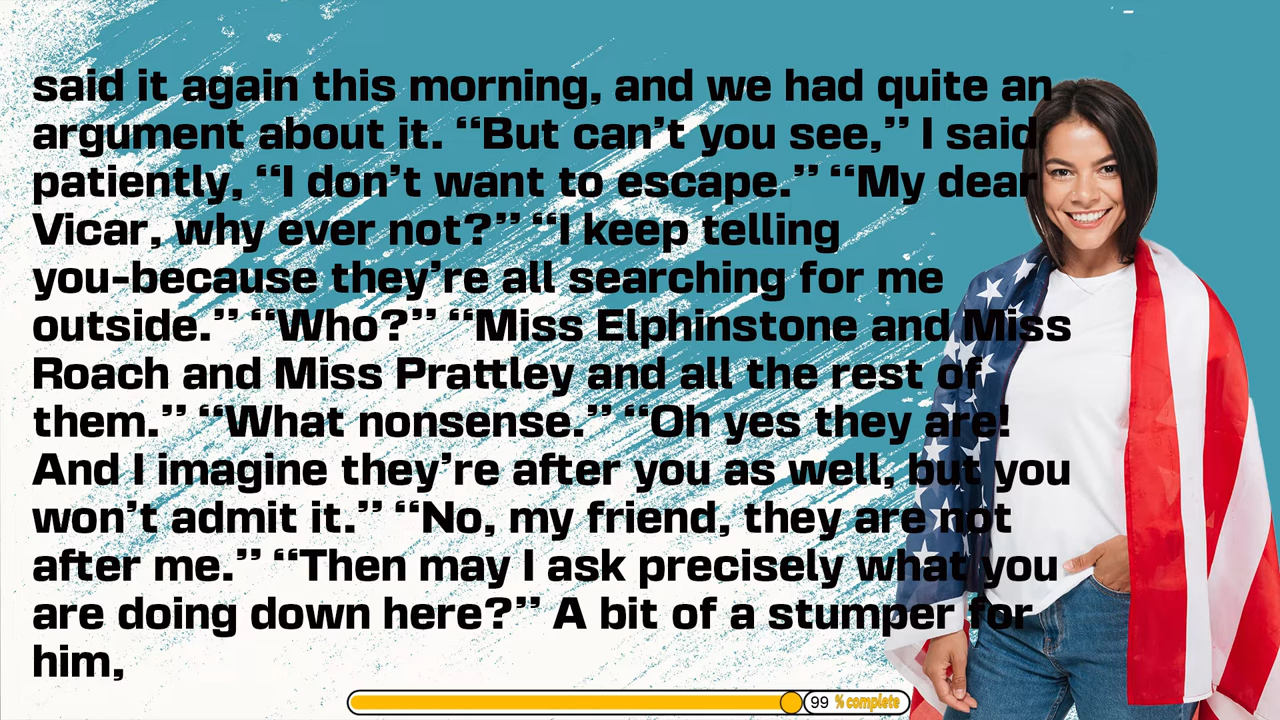 said it again this morning, and we had quite an
argument about it. “But can’t you see,” I said
patiently, “I don’t want to escape.” “My dear
Vicar, why ever not?” “I keep telling
you-because they’re all searching for me
outside.” “Who?” “Miss Elphinstone and Miss
Roach and Miss Prattley and all the rest of
them.” “What nonsense.” “Oh yes they are!
And I imagine they’re after you as well, but you
won’t admit it.” “No, my friend, they are not
after me.” “Then may I ask precisely what you
are doing down here?” A bit of a stumper for
him,
99 % complete